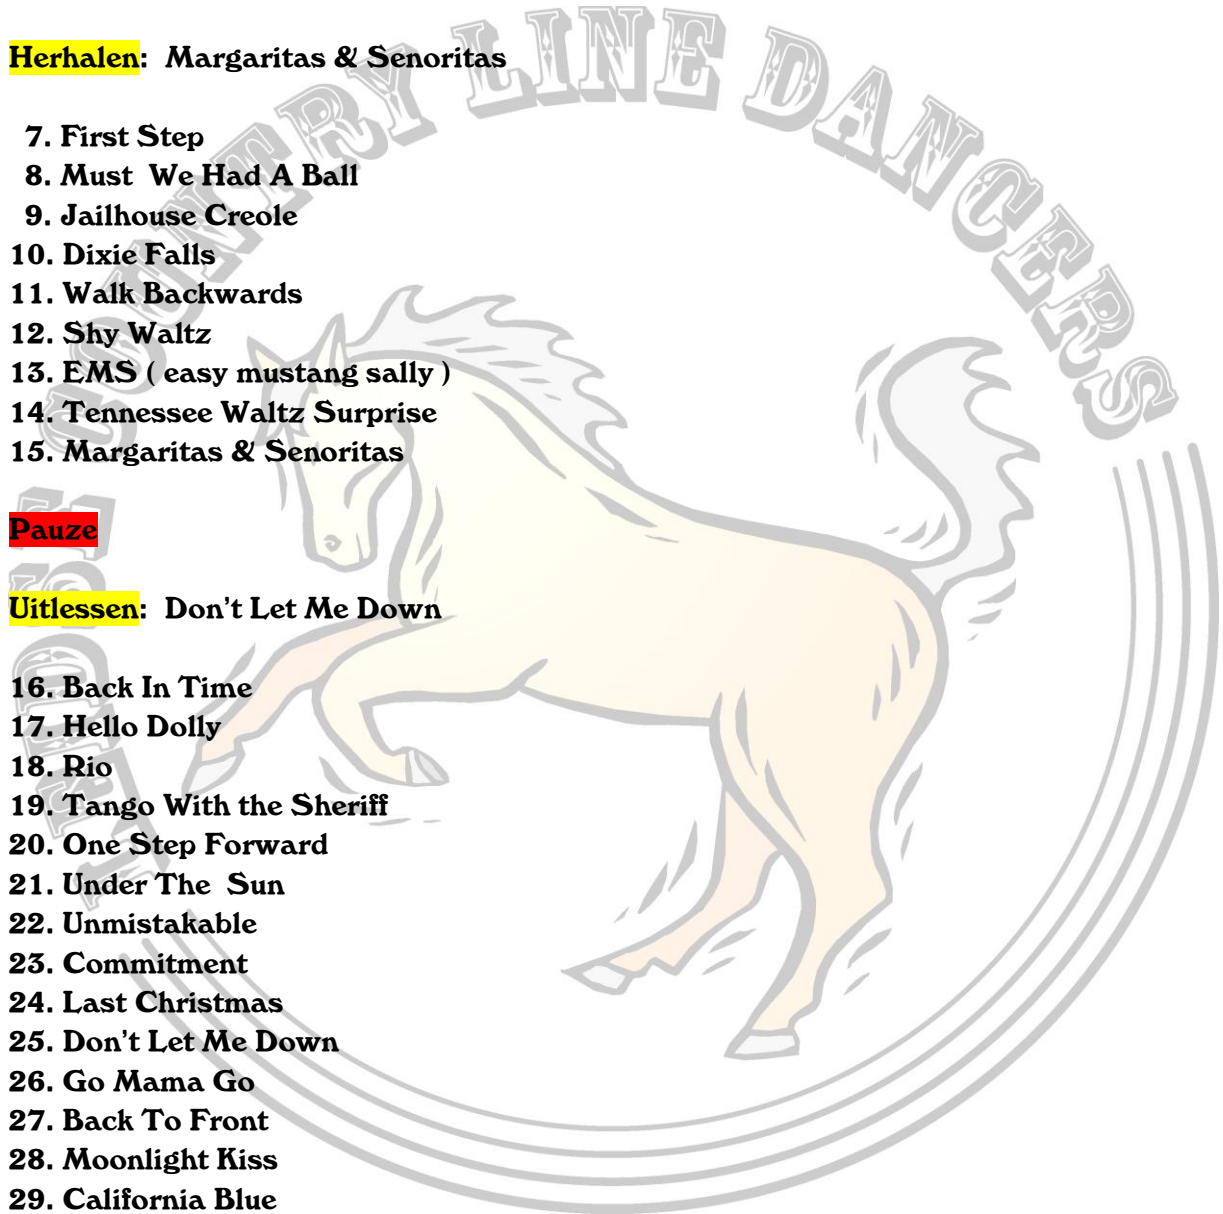 COUNTRY LINE DANCERS
Herhalen: Margaritas & Senoritas
7. First Step
8. Must We Had A Ball
9. Jailhouse Creole
10. Dixie Falls
11. Walk Backwards
12. Shy Waltz
13. EMS ( easy mustang sally )
14. Tennessee Waltz Surprise
15. Margaritas & Senoritas
Pauze
Uitlessen: Don’t Let Me Down
16. Back In Time
17. Hello Dolly
18. Rio
19. Tango With the Sheriff
20. One Step Forward
21. Under The Sun
22. Unmistakable
23. Commitment
24. Last Christmas
25. Don’t Let Me Down
26. Go Mama Go
27. Back To Front
28. Moonlight Kiss
29. California Blue